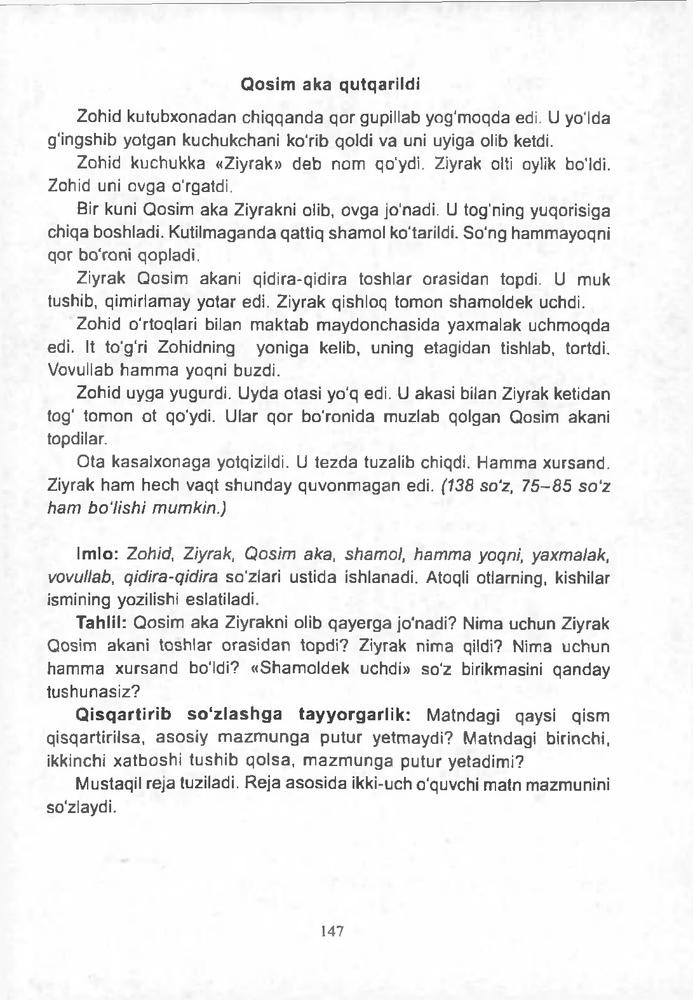 Qosim aka qutqarildi
Zohid kutubxonadan chiqqanda qor gupillab yog‘moqda edi. U yo‘lda
g‘ingshib yotgan kuchukchani ko‘rib qoldi va uni uyiga olib ketdi.
Zohid kuchukka «Ziyrak» deb nom qo‘ydi. Ziyrak olti oylik bo‘ldi.
Zohid uni ovga o‘rgatdi.
Bir kuni Qosim aka Ziyrakni olib, ovga jo‘nadi. U tog‘ning yuqorisiga
chiqa boshladi. Kutilmaganda qattiq shamol ko‘tarildi. So‘ng hammayoqni
qor bo‘roni qopladi.
Ziyrak Qosim akani qidira-qidira toshlar orasidan topdi. U muk
tushib, qimirlamay yotar edi. Ziyrak qishloq tomon shamoldek uchdi.
Zohid o‘rtoqlari bilan maktab maydonchasida yaxmalak uchmoqda
edi. It to‘g‘ri Zohidning yoniga kelib, uning etagidan tishlab, tortdi.
Vovullab hamma yoqni buzdi.
Zohid uyga yugurdi. Uyda otasi yo‘q edi. U akasi bilan Ziyrak ketidan
tog‘ tomon ot qo‘ydi. Ular qor bo‘ronida muzlab qolgan Qosim akani
topdilar.
Ota kasalxonaga yotqizildi. U tezda tuzalib chiqdi. Hamma xursand.
Ziyrak ham hech vaqt shunday quvonmagan edi. (138 so‘z, 75–85 so‘z
ham bo‘lishi mumkin.)
Imlo: Zohid, Ziyrak, Qosim aka, shamol, hamma yoqni, yaxmalak,
vovullab, qidira-qidira so‘zlari ustida ishlanadi. Atoqli otlarning, kishilar
ismining yozilishi eslatiladi.
Tahlil: Qosim aka Ziyrakni olib qayerga jo‘nadi? Nima uchun Ziyrak
Qosim akani toshlar orasidan topdi? Ziyrak nima qildi? Nima uchun
hamma xursand bo‘ldi? «Shamoldek uchdi» so‘z birikmasini qanday
tushunasiz?
Qisqartirib so‘zlashga tayyorgarlik: Matndagi qaysi qism
qisqartirilsa, asosiy mazmunga putur yetmaydi? Matndagi birinchi,
ikkinchi xatboshi tushib qolsa, mazmunga putur yetadimi?
Mustaqil reja tuziladi. Reja asosida ikki-uch o‘quvchi matn mazmunini
so‘zlaydi.
147